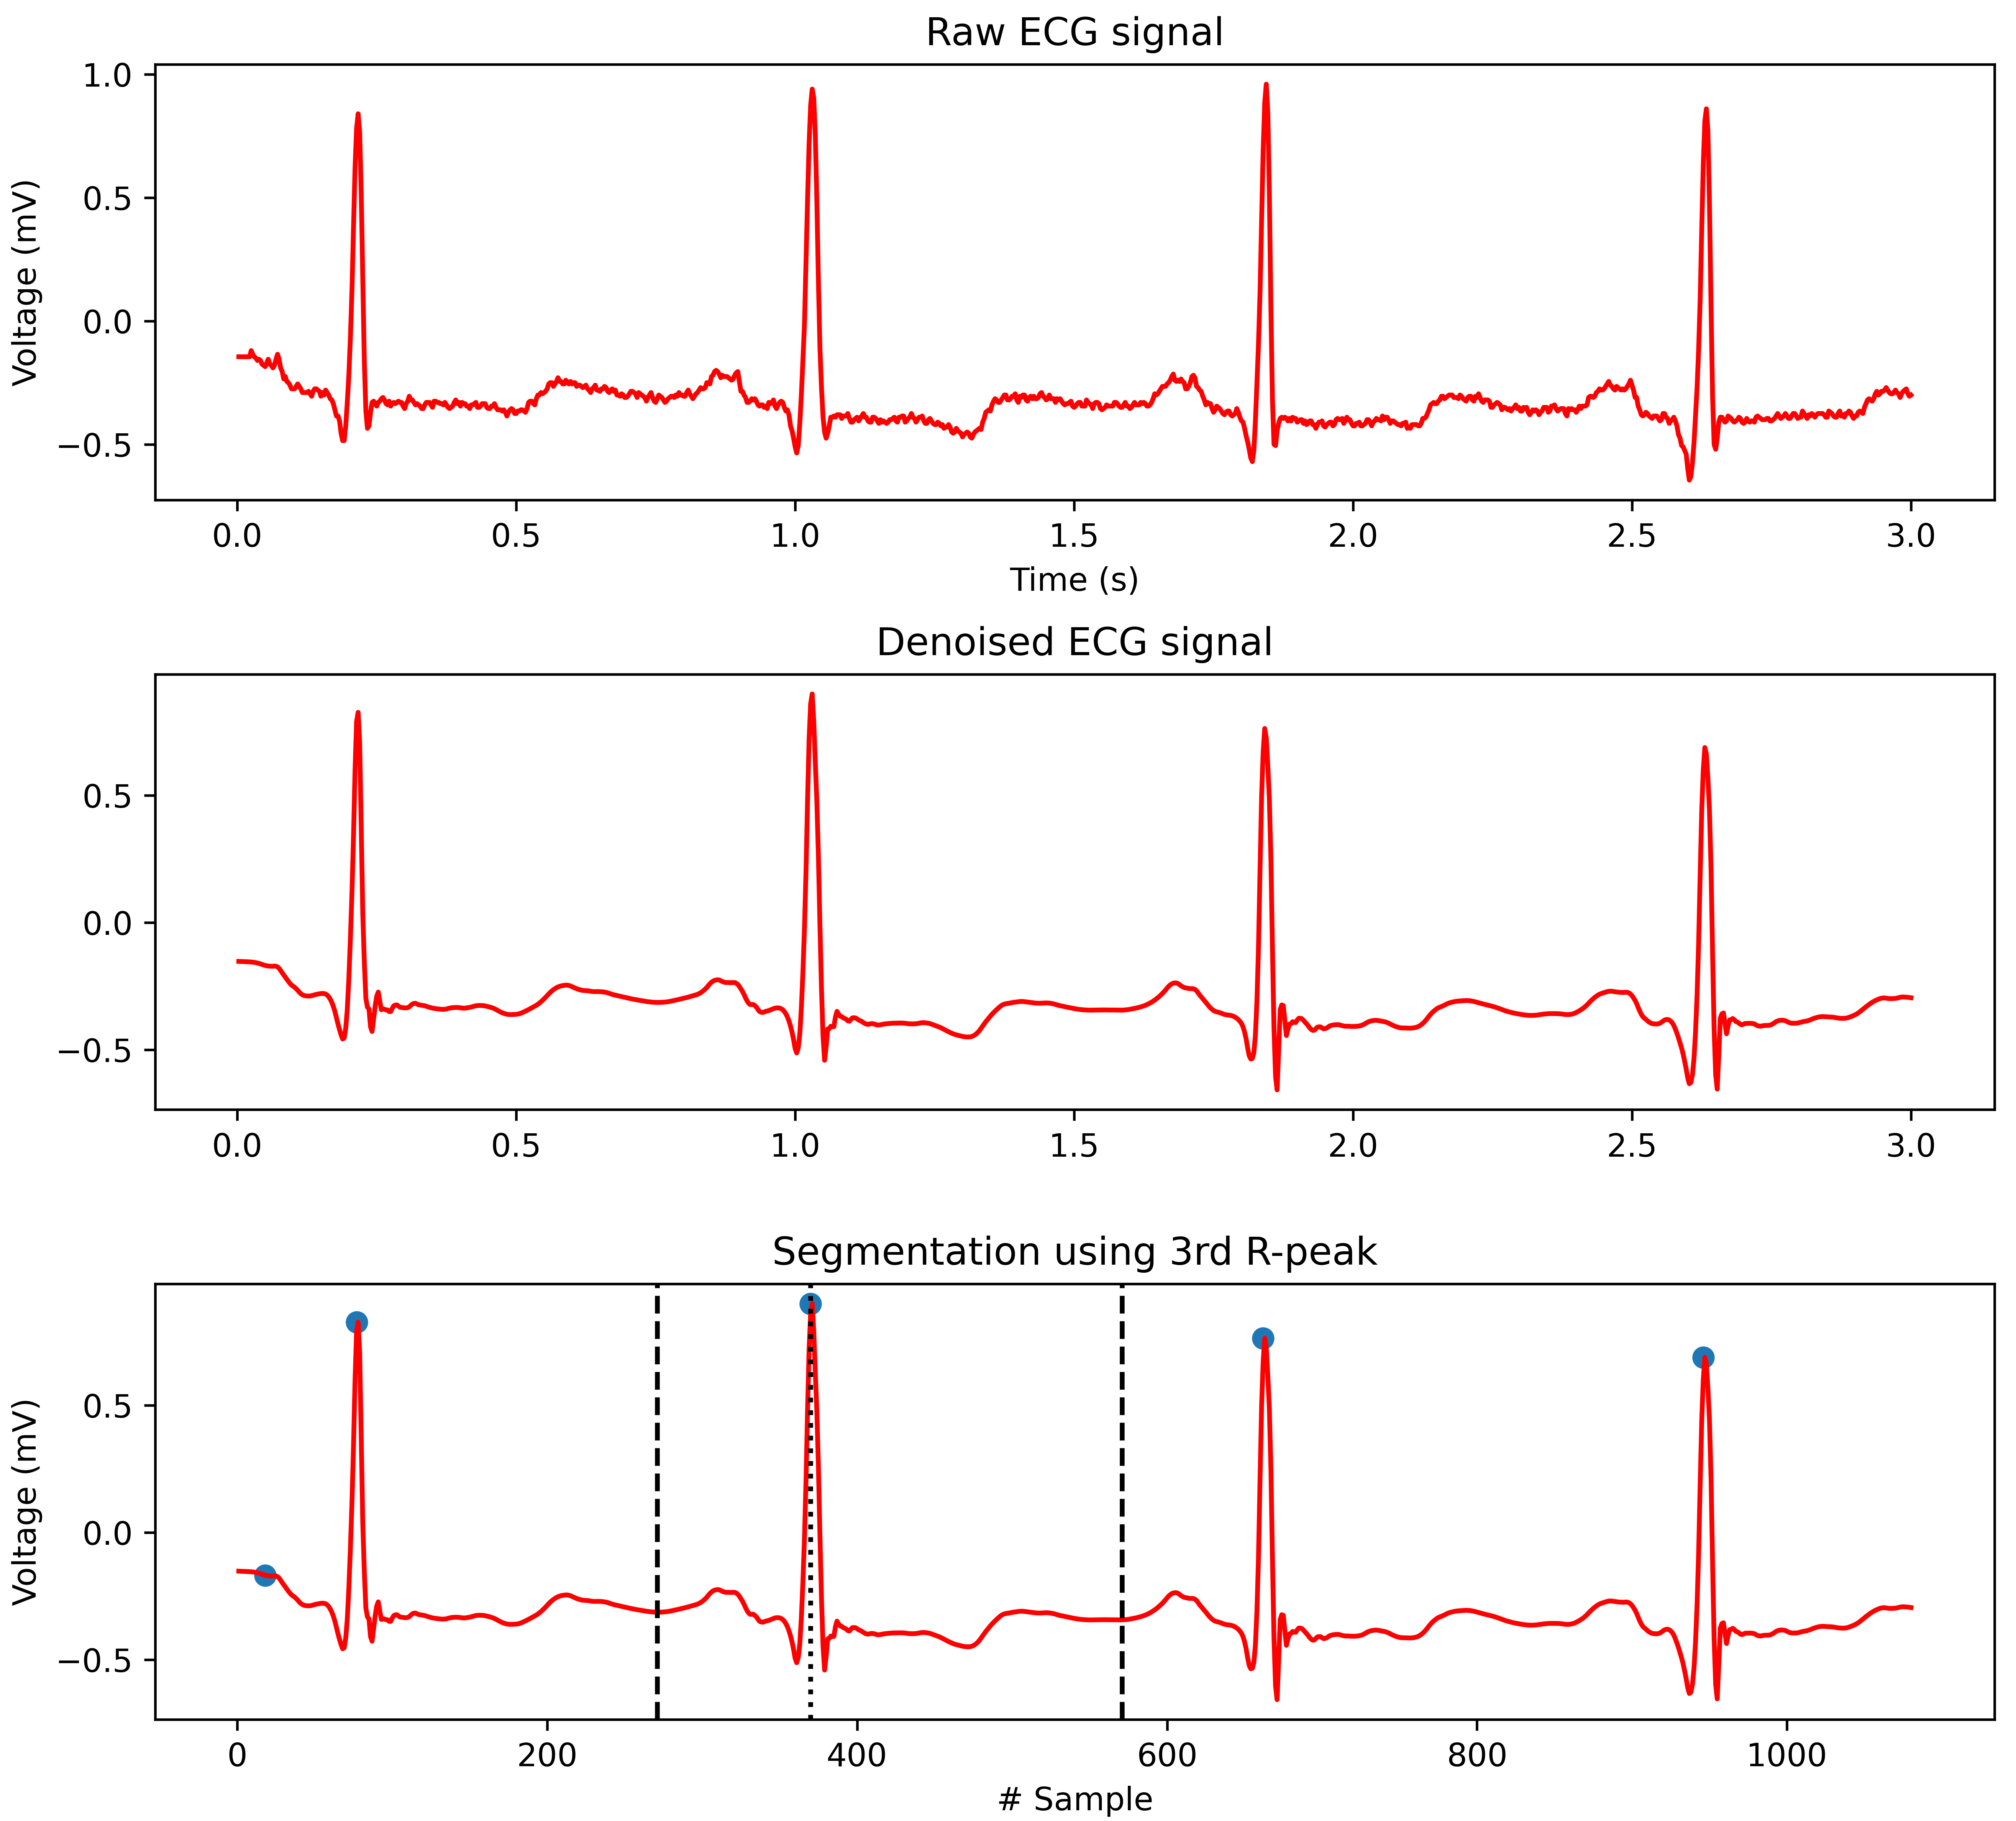 Raw ECG signal
Voltage (mV)
1.0
0.5
0.0
−0.5
0.0 0.5 1.0 1.5 2.0 2.5 3.0
Time (s)
Denoised ECG signal
0.5
0.0
−0.5
0.0 0.5 1.0 1.5 2.0 2.5 3.0
Segmentation using 3rd R-peak
Voltage (mV)
0.5
0.0
−0.5
0 200 400 600 800 1000
# Sample